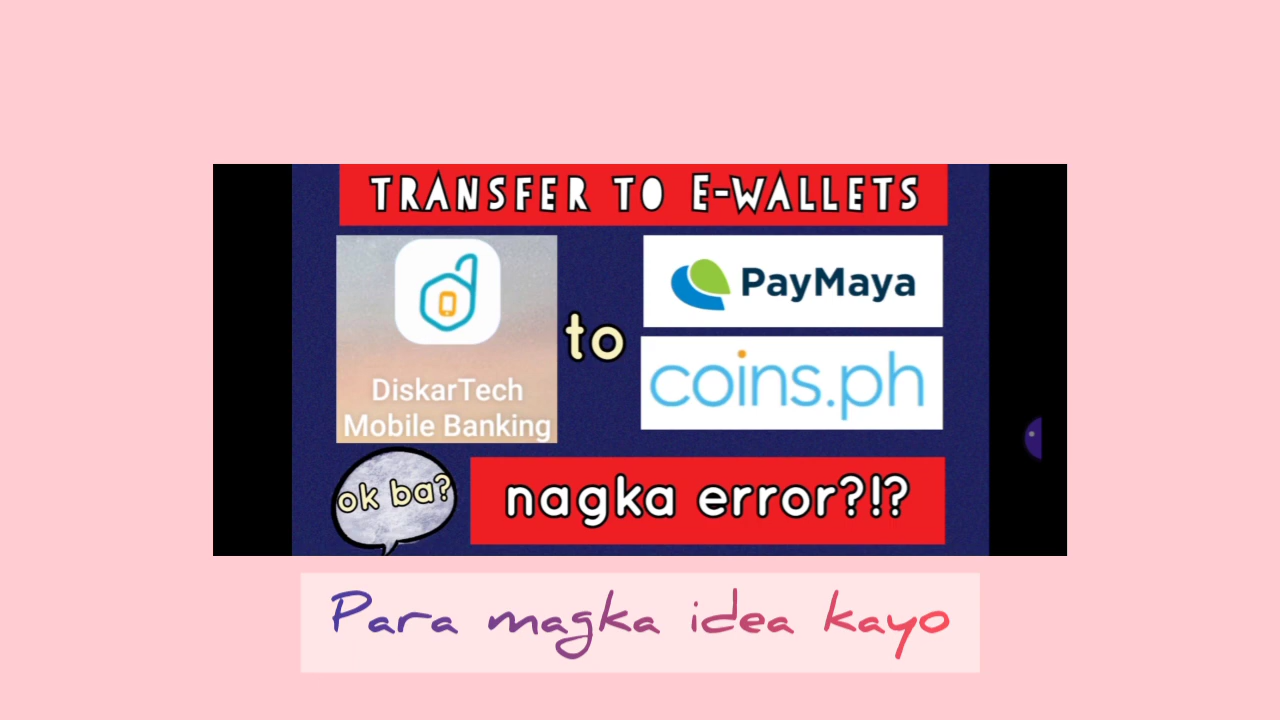 TRANSFER TO E-WALLETS
DiskarTech
Mobile Banking
to
PayMaya
coins.ph
ok ba?
nagka error?!?
Para magka idea kayo